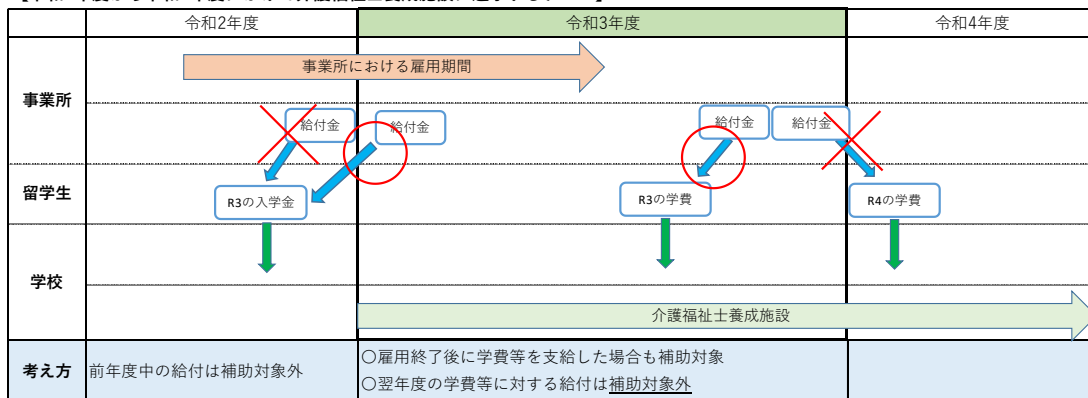 令和2年度
令和3年度
令和4年度
事業所
事業所における雇用期間
給付金
給付金
給付金
給付金
留学生
R3の入学金
R3の学費
R4の学費
学校
介護福祉士養成施設
考え方
前年度中の給付は補助対象外
〇雇用終了後に学費等を支給した場合も補助対象
〇翌年度の学費等に対する給付は補助対象外